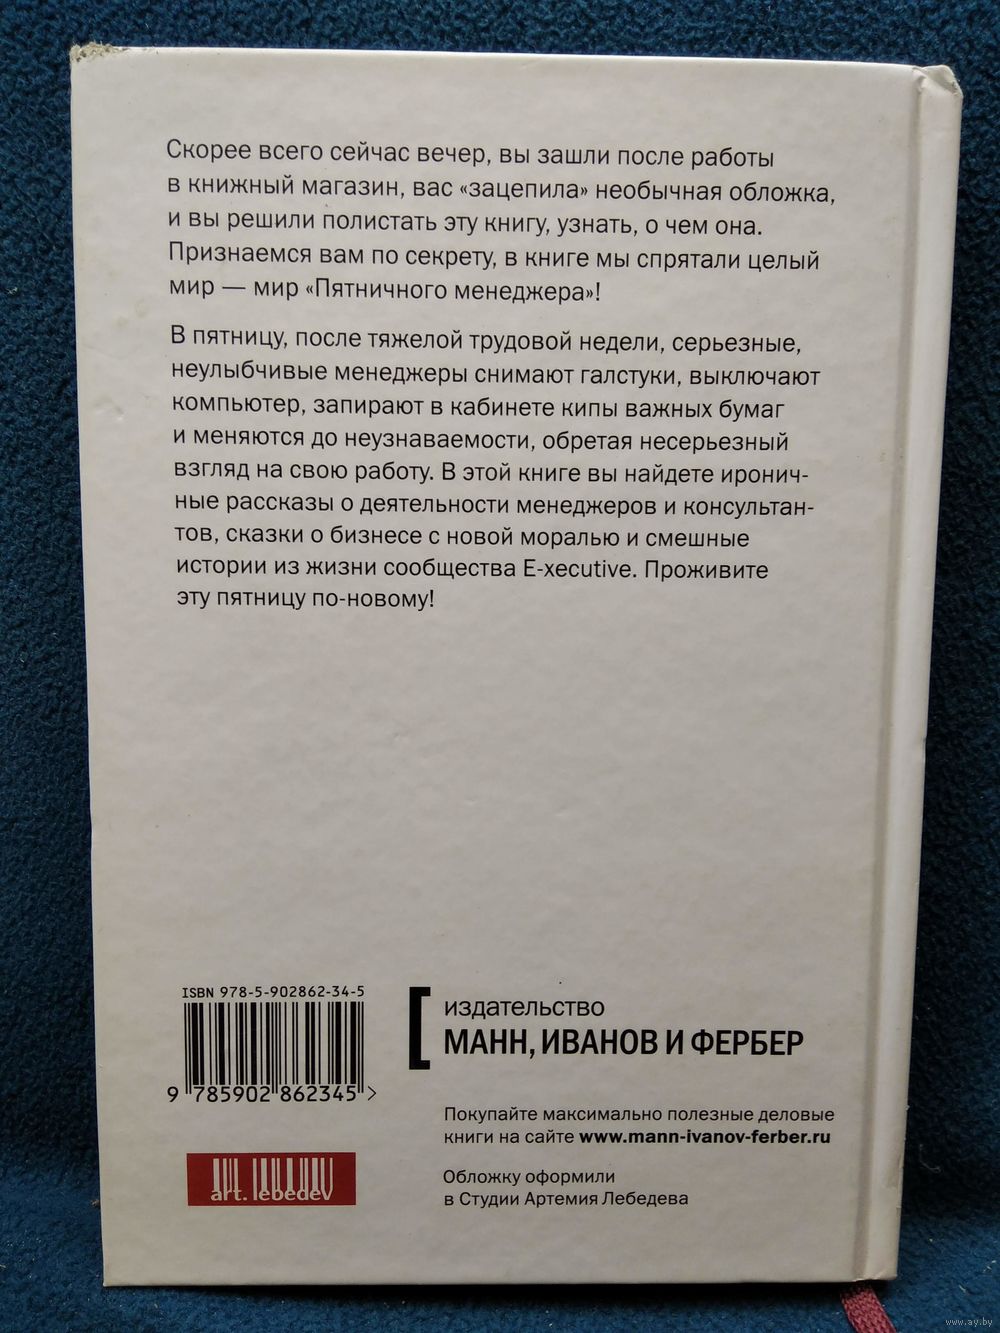 Скорее всего сейчас вечер, вы зашли после работы
в книжный магазин, вас «зацепила» необычная обложка,
и вы решили полистать эту книгу, узнать, о чем она.
Признаемся вам по секрету, в книге мы спрятали целый
мир — мир «Пятничного менеджера»!
В пятницу, после тяжелой трудовой недели, серьезные,
неулыбчивые менеджеры снимают галстуки, выключают
компьютер, запирают в кабинете кипы важных бумаг
и меняются до неузнаваемости, обретая несерьезный
взгляд на свою работу. В этой книге вы найдете иронич-
ные рассказы о деятельности менеджеров и консультан-
тов, сказки о бизнесе с новой моралью и смешные
истории из жизни сообщества E-xecutive. Проживите
эту пятницу по-новому!
ISBN 978-5-902862-34-5
9 785902 862345 >
art. lebedev
издательство
МАНН, ИВАНОВ И ФЕРБЕР
Покупайте максимально полезные деловые
книги на сайте www.mann-ivanov-ferber.ru
Обложку оформили
в Студии Артемия Лебедева
www.ay.by